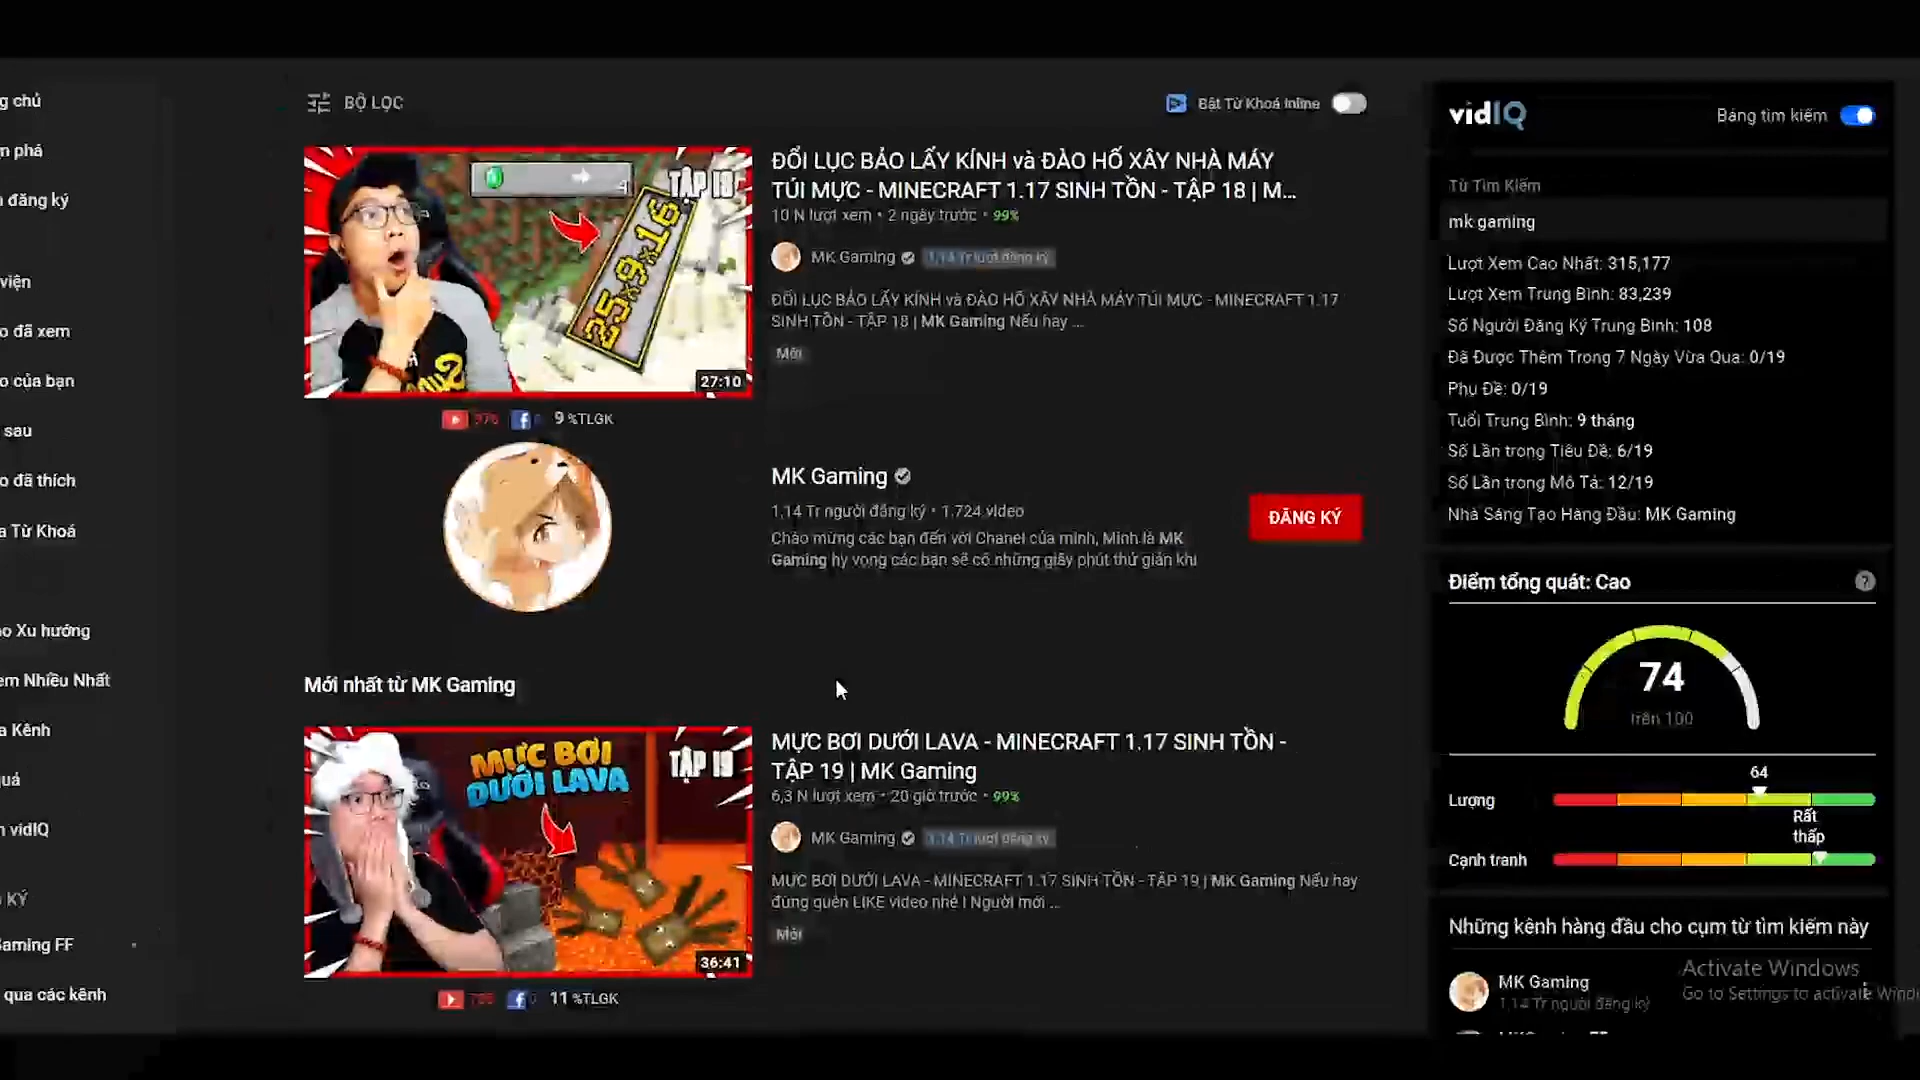 g chủ
m phá
đăng ký
viện
o đã xem
o của bạn
sau
o đã thích
a Từ Khoá
ao Xu hướng
em Nhiều Nhất
a Kênh
quả
vidIQ
KÝ
Gaming FF
qua các kênh
BỘ LỌC
Bật Từ Khoá Inline
TẬP 18
25x9x16
27:10
ĐỔI LỤC BẢO LẤY KÍNH và ĐÀO HỐ XÂY NHÀ MÁY
TÚI MỰC - MINECRAFT 1.17 SINH TỒN - TẬP 18 | M...
10 N lượt xem • 2 ngày trước • 99%
MK Gaming 1,14 Tr lượt đăng ký
ĐỔI LỤC BẢO LẤY KÍNH và ĐÀO HỐ XÂY NHÀ MÁY TÚI MỰC - MINECRAFT 1.17
SINH TỒN - TẬP 18 | MK Gaming Nếu hay ...
Mới
9 %TLGK
MK Gaming
1,14 Tr người đăng ký • 1.724 video
Chào mừng các bạn đến với Chanel của mình, Mình là MK
Gaming hy vọng các bạn sẽ có những giây phút thư giản khi
ĐĂNG KÝ
Mới nhất từ MK Gaming
MỰC BƠI
DƯỚI LAVA
TẬP 19
36:41
MỰC BƠI DƯỚI LAVA - MINECRAFT 1.17 SINH TỒN -
TẬP 19 | MK Gaming
6,3 N lượt xem • 20 giờ trước • 99%
MK Gaming 1,14 Tr lượt đăng ký
MỰC BƠI DƯỚI LAVA - MINECRAFT 1.17 SINH TỒN - TẬP 19 | MK Gaming Nếu hay
đừng quên LIKE video nhé ! Người mới ...
Mới
11 %TLGK
vidIQ
Bảng tìm kiếm
Từ Tìm Kiếm
mk gaming
Lượt Xem Cao Nhất: 315,177
Lượt Xem Trung Bình: 83,239
Số Người Đăng Ký Trung Bình: 108
Đã Được Thêm Trong 7 Ngày Vừa Qua: 0/19
Phụ Đề: 0/19
Tuổi Trung Bình: 9 tháng
Số Lần trong Tiêu Đề: 6/19
Số Lần trong Mô Tả: 12/19
Nhà Sáng Tạo Hàng Đầu: MK Gaming
Điểm tổng quát: Cao
74
trên 100
64
Lượng
Rất
thấp
Cạnh tranh
Những kênh hàng đầu cho cụm từ tìm kiếm này
MK Gaming
1,14 Tr người đăng ký
Activate Windows
Go to Settings to activate Windo